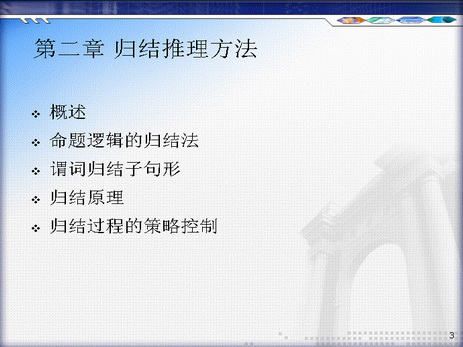 第二章 归结推理方法
概述
命题逻辑的归结法
谓词归结子句形
归结原理
归结过程的策略控制
3